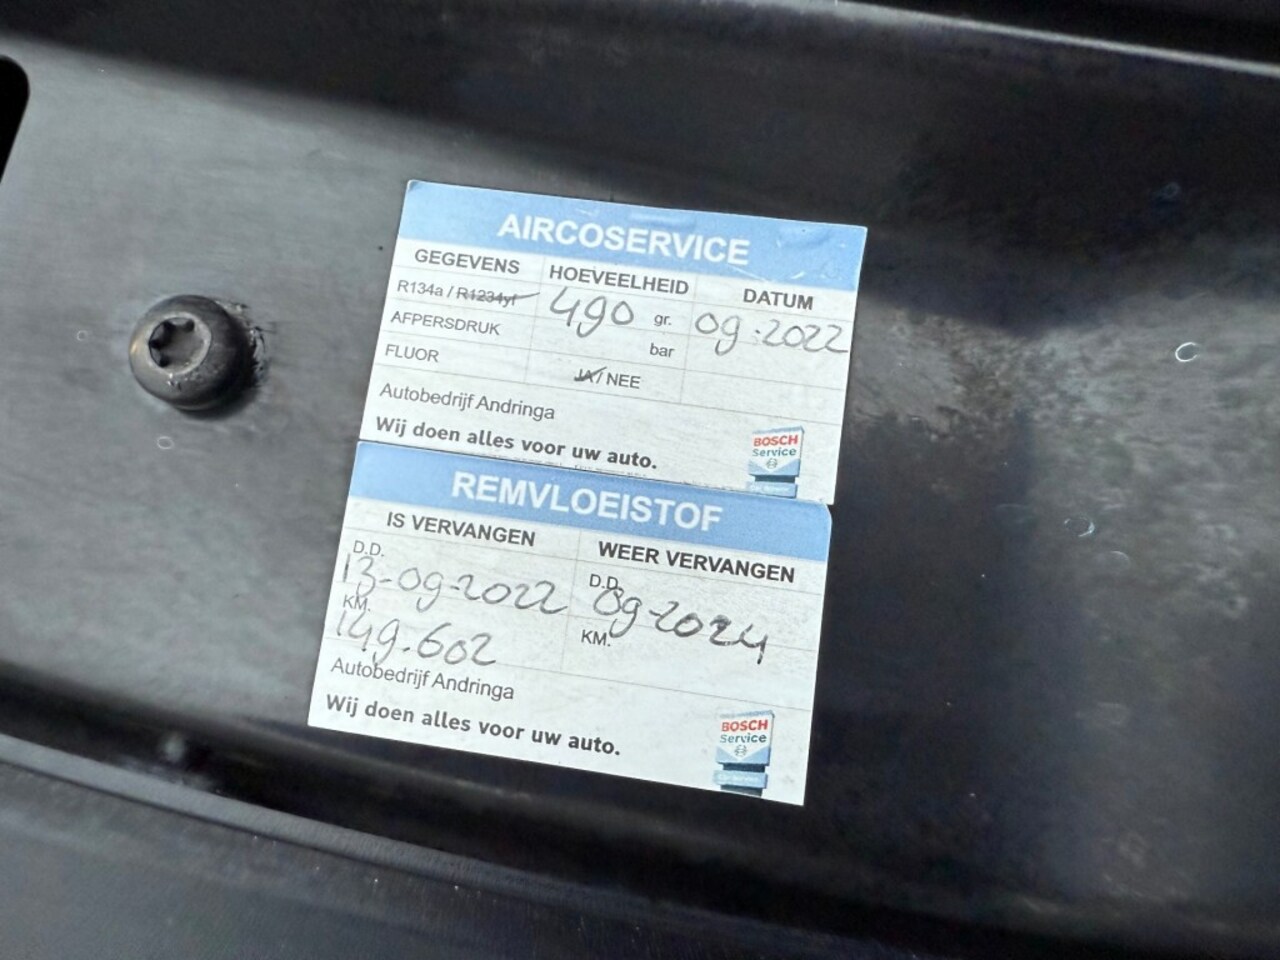 AIRCOSERVICE
GEGEVENS HOEVEELHEID DATUM
R134a / R1234yf 490 gr. 09-2022
AFPERSDRUK bar
FLUOR JA / NEE
Autobedrijf Andringa
Wij doen alles voor uw auto.
BOSCH
Service
REMVLOEISTOF
IS VERVANGEN WEER VERVANGEN
D.D. 13-09-2022 D.D. 09-2024
KM. 149.602 KM.
Autobedrijf Andringa
Wij doen alles voor uw auto.
BOSCH
Service